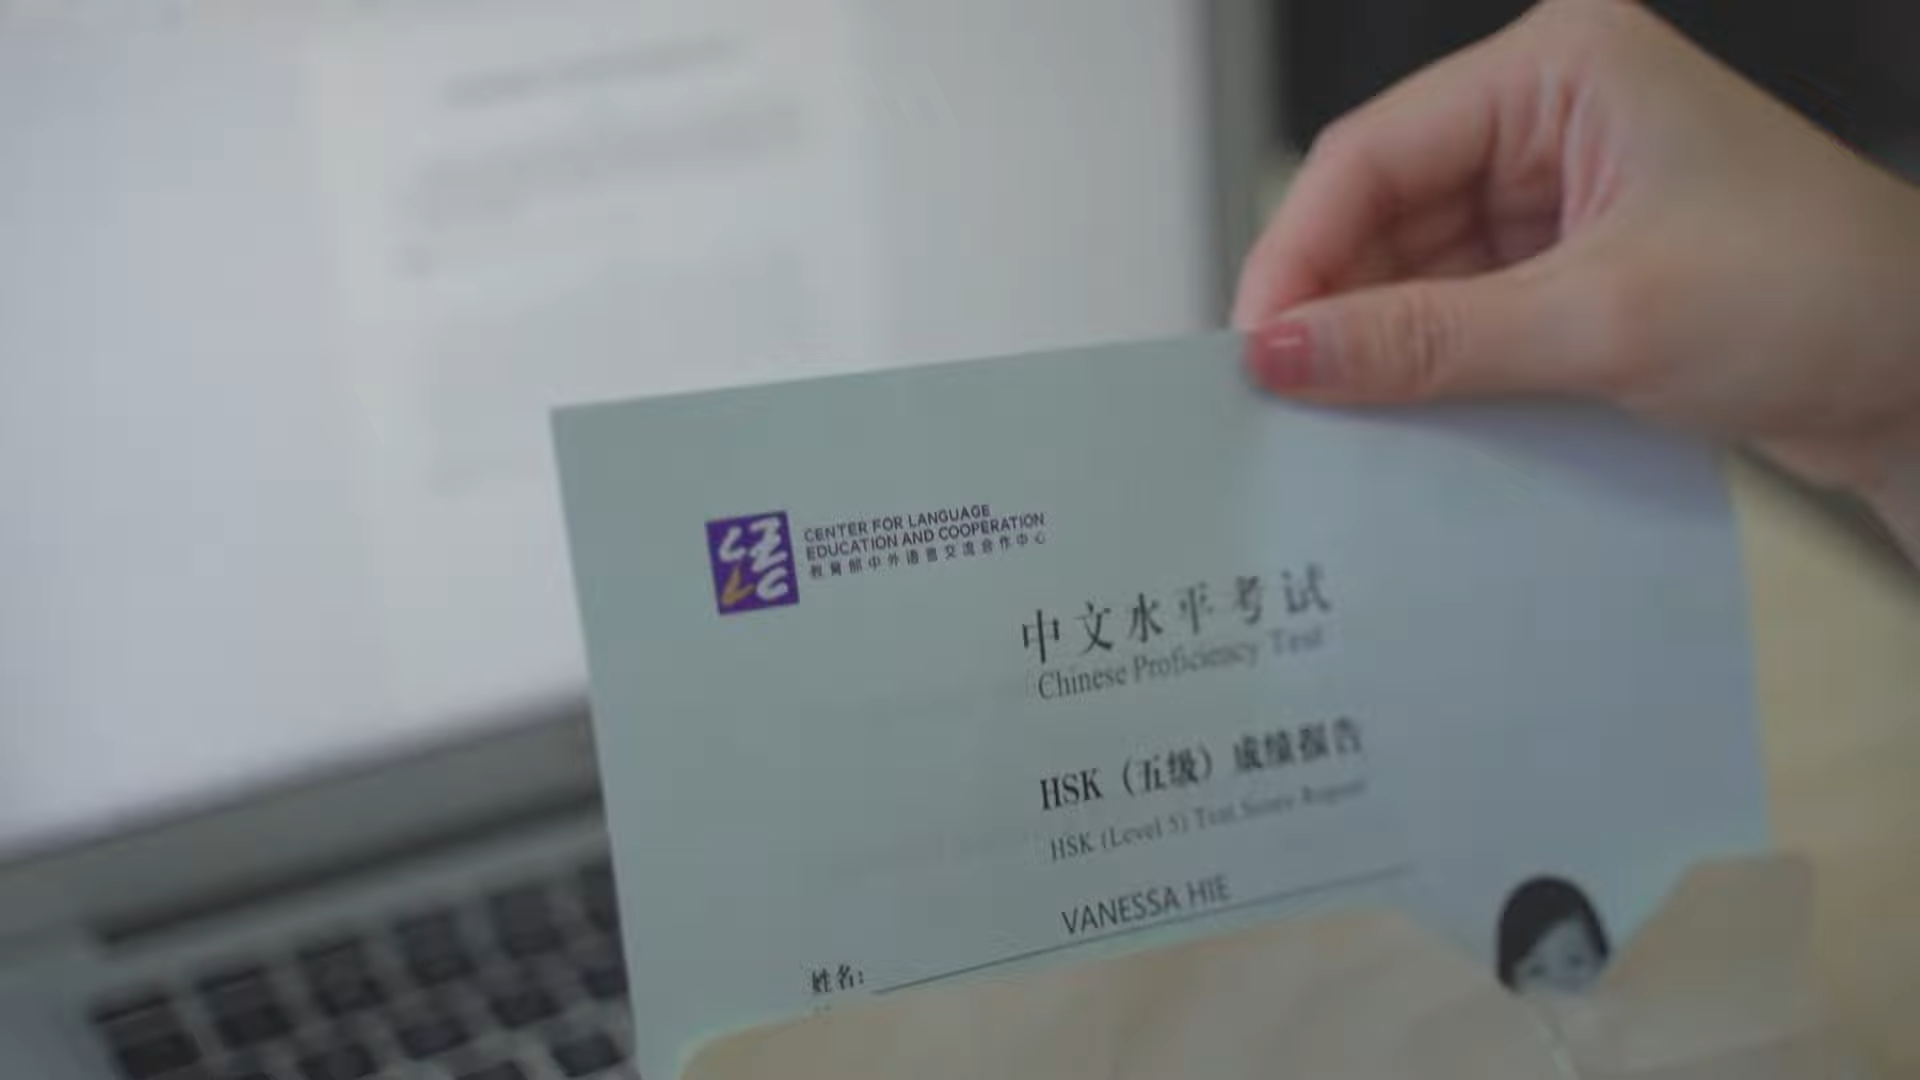 CENTER FOR LANGUAGE
EDUCATION AND COOPERATION
教育部中外语言交流合作中心
中文水平考试
Chinese Proficiency Test
HSK（五级）成绩报告
HSK (Level 5) Test Score Report
VANESSA HIE
姓名: